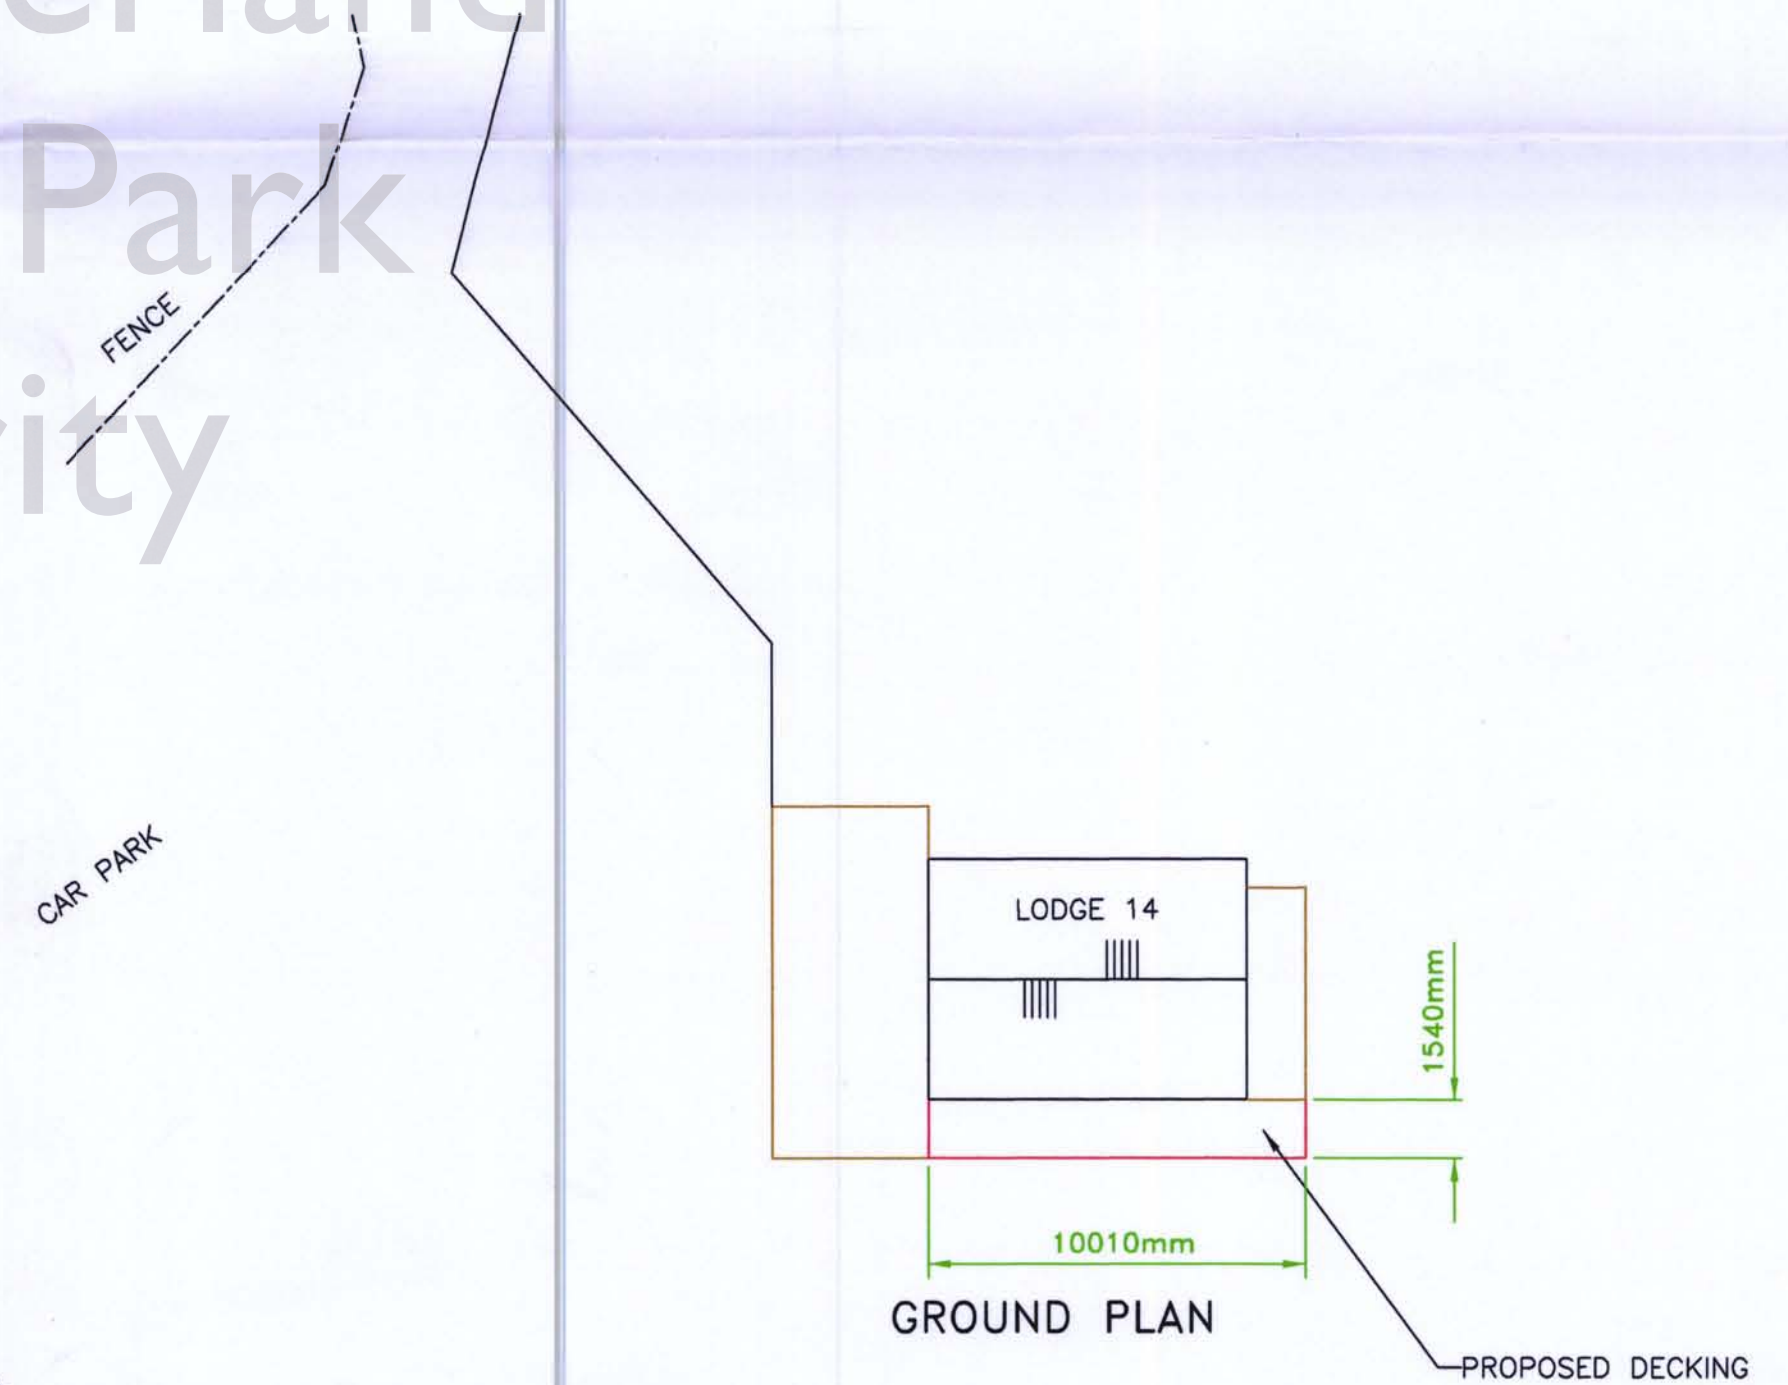 Park
FENCE
CAR PARK
LODGE 14
1540mm
10010mm
GROUND PLAN
PROPOSED DECKING